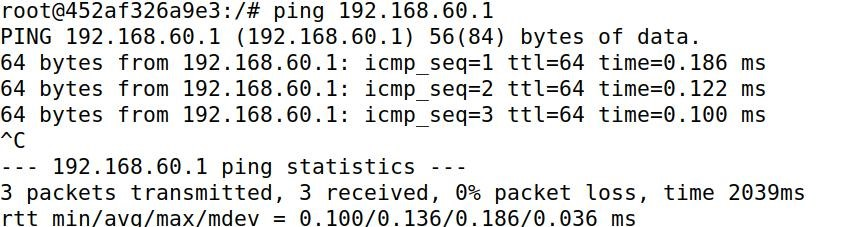 root@452af326a9e3:/# ping 192.168.60.1
PING 192.168.60.1 (192.168.60.1) 56(84) bytes of data.
64 bytes from 192.168.60.1: icmp_seq=1 ttl=64 time=0.186 ms
64 bytes from 192.168.60.1: icmp_seq=2 ttl=64 time=0.122 ms
64 bytes from 192.168.60.1: icmp_seq=3 ttl=64 time=0.100 ms
^C
--- 192.168.60.1 ping statistics ---
3 packets transmitted, 3 received, 0% packet loss, time 2039ms
rtt min/avg/max/mdev = 0.100/0.136/0.186/0.036 ms